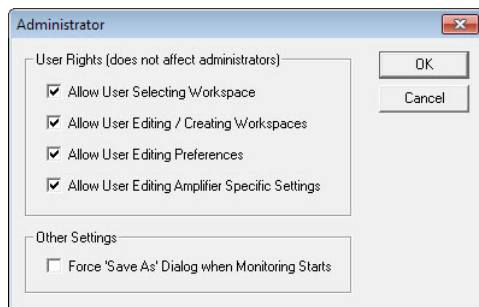 Administrator
User Rights (does not affect administrators)
Allow User Selecting Workspace
Allow User Editing / Creating Workspaces
Allow User Editing Preferences
Allow User Editing Amplifier Specific Settings
OK
Cancel
Other Settings
Force 'Save As' Dialog when Monitoring Starts